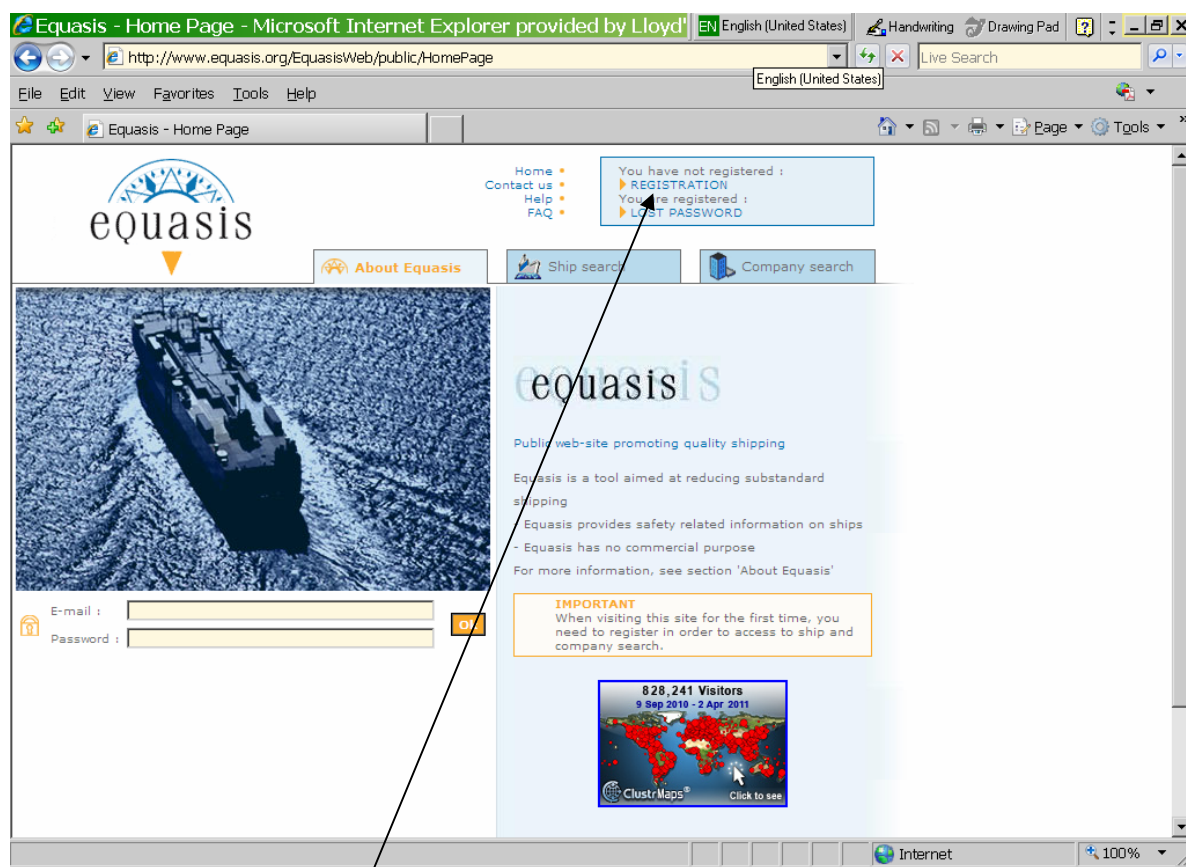 Equasis - Home Page - Microsoft Internet Explorer provided by Lloyd'
EN English (United States)
Handwriting
Drawing Pad
http://www.equasis.org/EquasisWeb/public/HomePage
Live Search
English (United States)
File Edit View Favorites Tools Help
Equasis - Home Page
Page
Tools
equasis
Home
Contact us
Help
FAQ
You have not registered :
REGISTRATION
You are registered :
LOST PASSWORD
About Equasis
Ship search
Company search
equasis
Public web-site promoting quality shipping
Equasis is a tool aimed at reducing substandard
shipping
- Equasis provides safety related information on ships
- Equasis has no commercial purpose
For more information, see section 'About Equasis'
E-mail :
Password :
Ok
IMPORTANT
When visiting this site for the first time, you
need to register in order to access to ship and
company search.
828,241 Visitors
9 Sep 2010 - 2 Apr 2011
ClustrMaps®
Click to see
Internet
100%